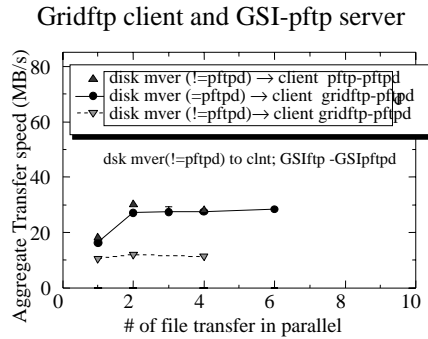 Gridftp client and GSI-pftp server
Aggregate Transfer speed (MB/s)
80
60
40
20
0
disk mver (!=pftpd) → client pftp-pftpd
disk mver (=pftpd) → client gridftp-pftpd
disk mver (!=pftpd) → client gridftp-pftpd
dsk mver(!=pftpd) to clnt; GSIftp -GSIpftpd
0 2 4 6 8 10
# of file transfer in parallel